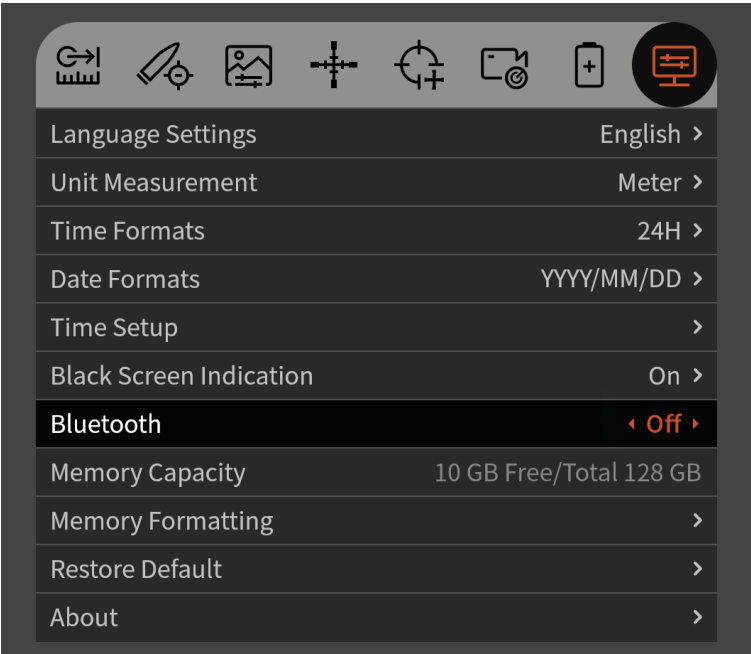 Language Settings English
Unit Measurement Meter
Time Formats 24H
Date Formats YYYY/MM/DD
Time Setup
Black Screen Indication On
Bluetooth Off
Memory Capacity 10 GB Free/Total 128 GB
Memory Formatting
Restore Default
About